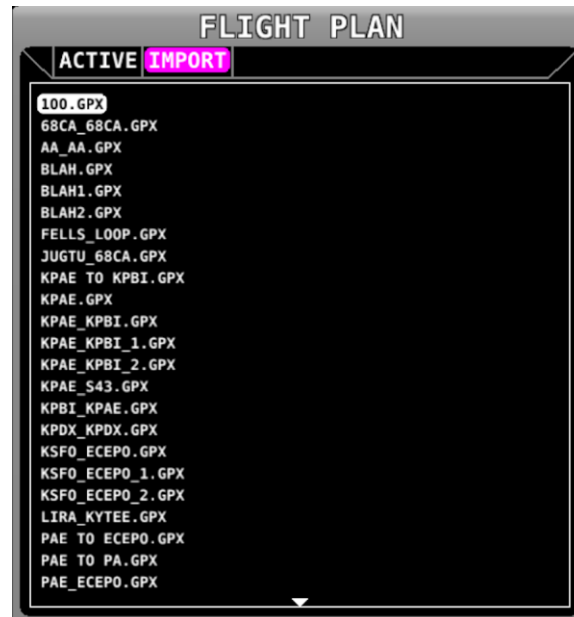 FLIGHT PLAN
ACTIVE IMPORT
100.GPX
68CA_68CA.GPX
AA_AA.GPX
BLAH.GPX
BLAH1.GPX
BLAH2.GPX
FELLS_LOOP.GPX
JUGTU_68CA.GPX
KPAE TO KPBI.GPX
KPAE.GPX
KPAE_KPBI.GPX
KPAE_KPBI_1.GPX
KPAE_KPBI_2.GPX
KPAE_S43.GPX
KPBI_KPAE.GPX
KPDX_KPDX.GPX
KSFO_ECEPO.GPX
KSFO_ECEPO_1.GPX
KSFO_ECEPO_2.GPX
LIRA_KYTEE.GPX
PAE TO ECEPO.GPX
PAE TO PA.GPX
PAE_ECEPO.GPX